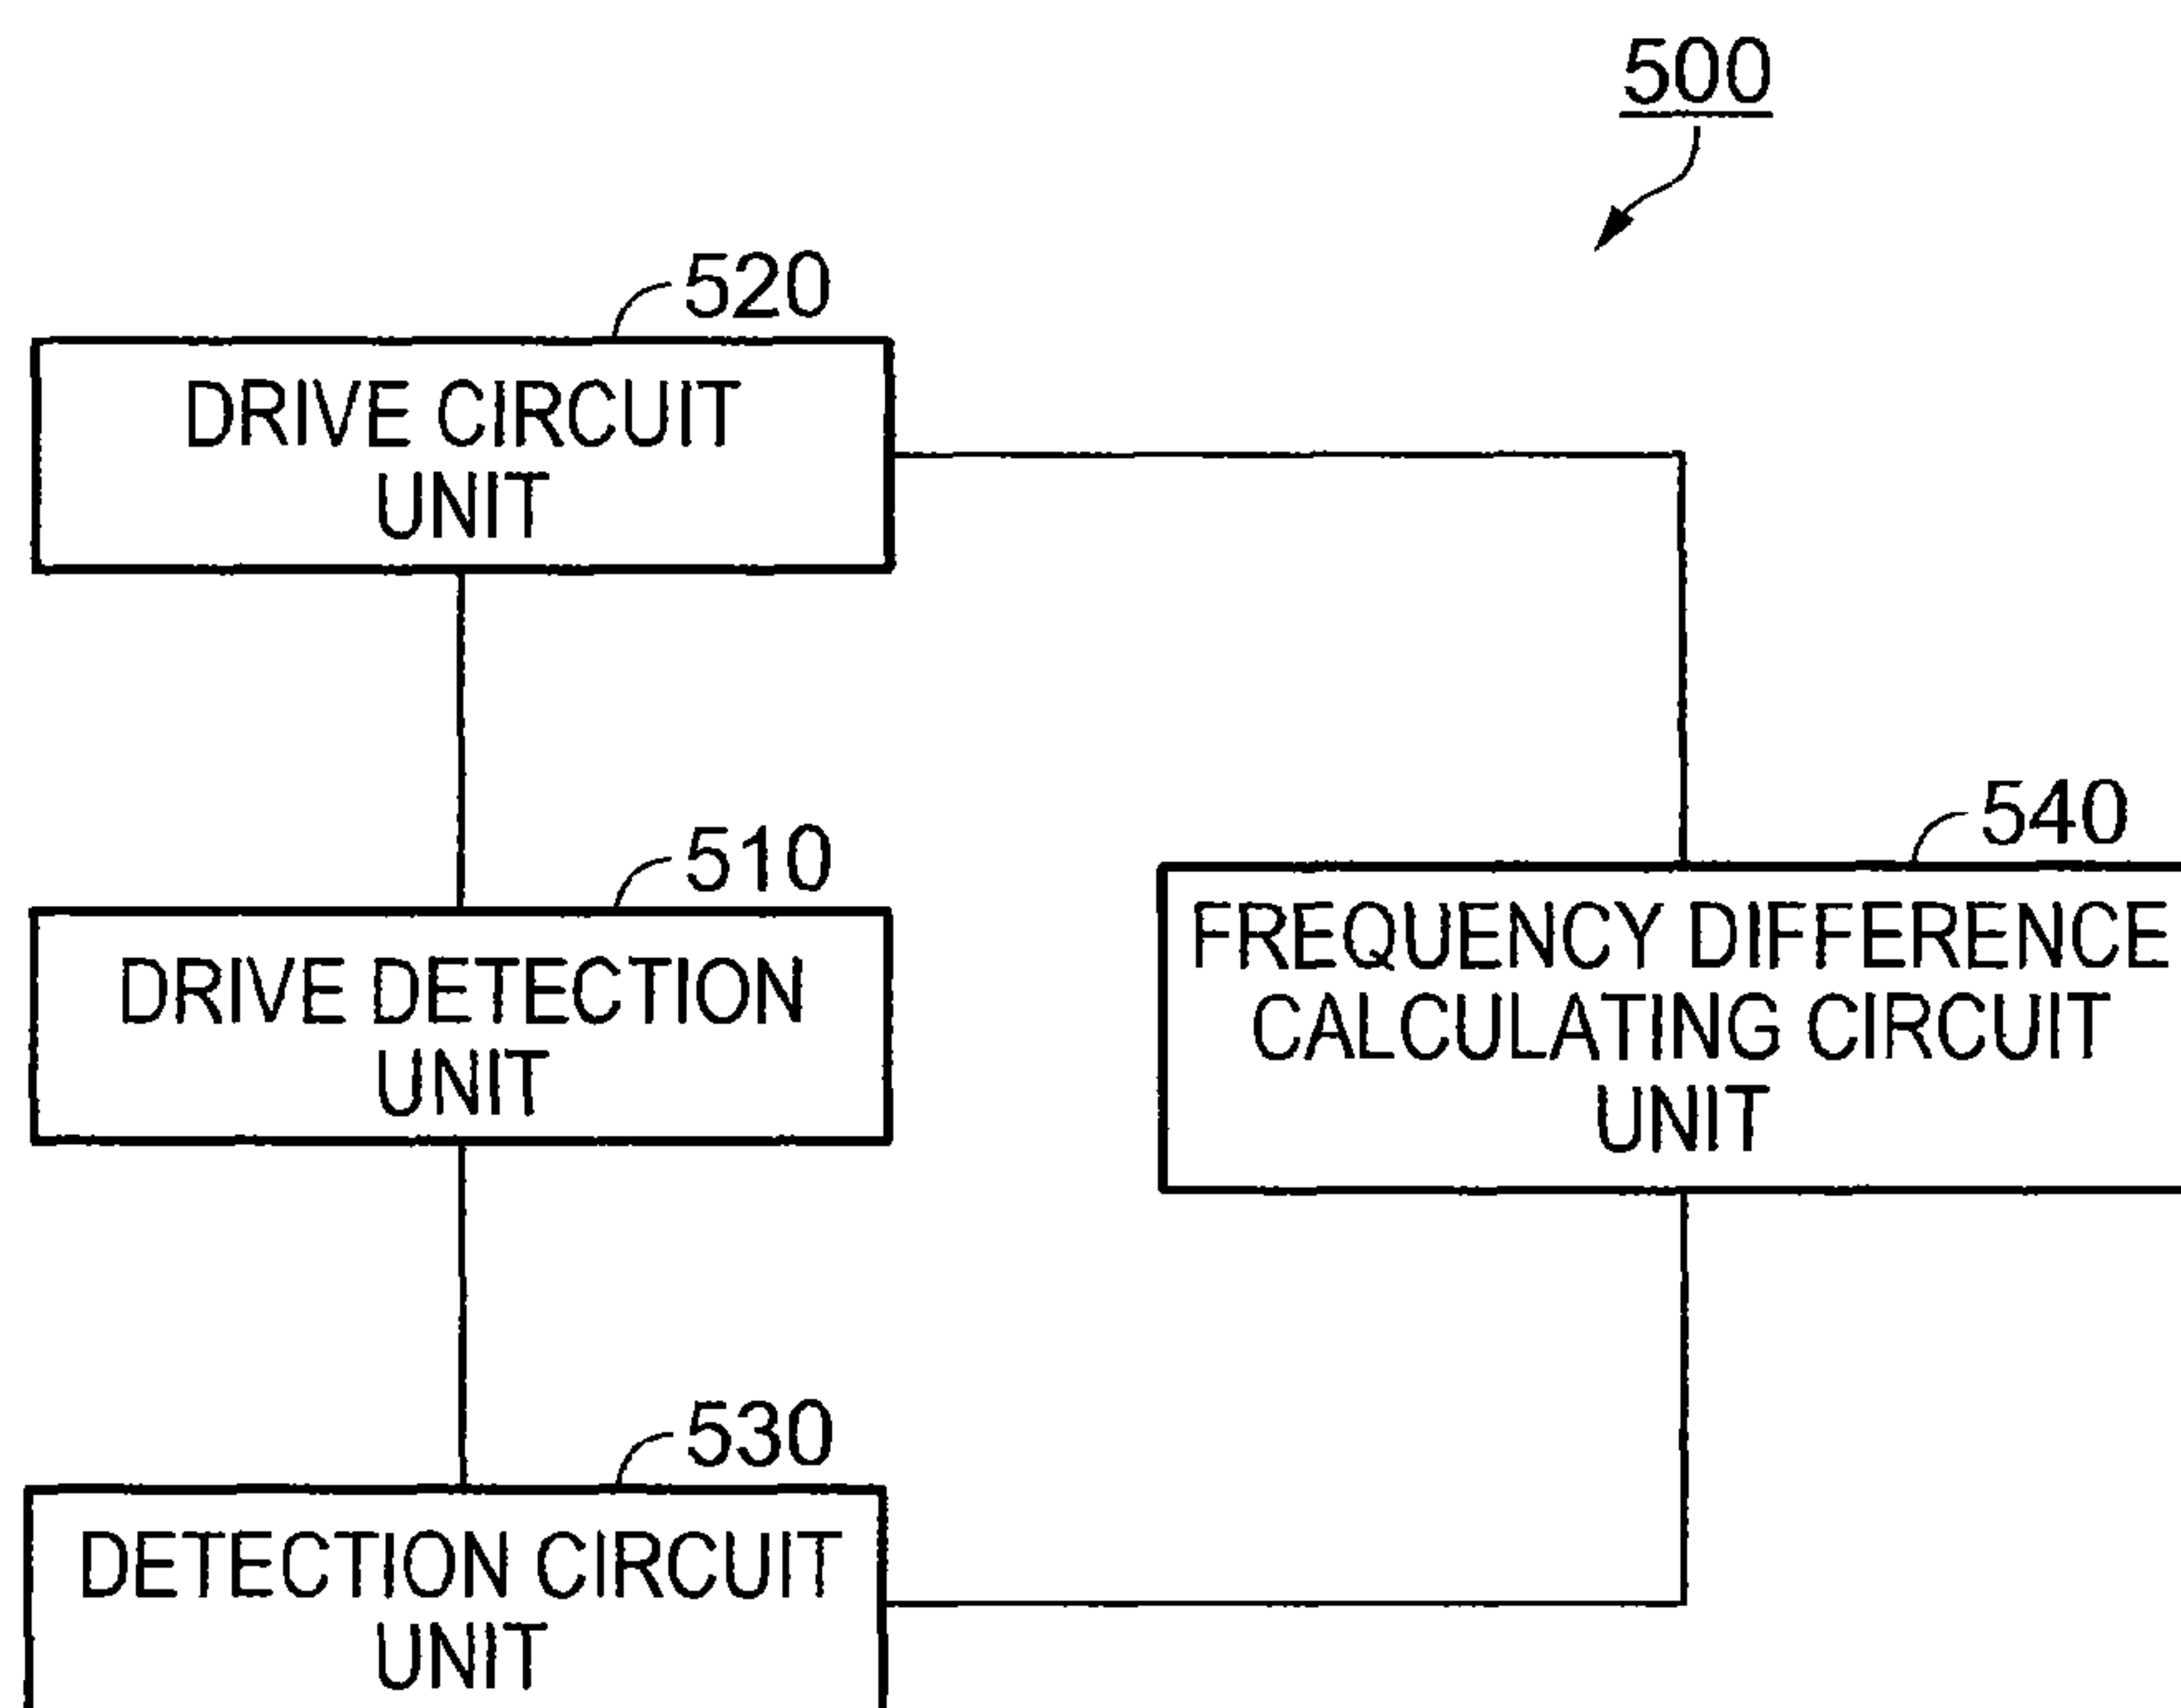 500
520
DRIVE CIRCUIT
UNIT
510
DRIVE DETECTION
UNIT
540
FREQUENCY DIFFERENCE
CALCULATING CIRCUIT
UNIT
530
DETECTION CIRCUIT
UNIT